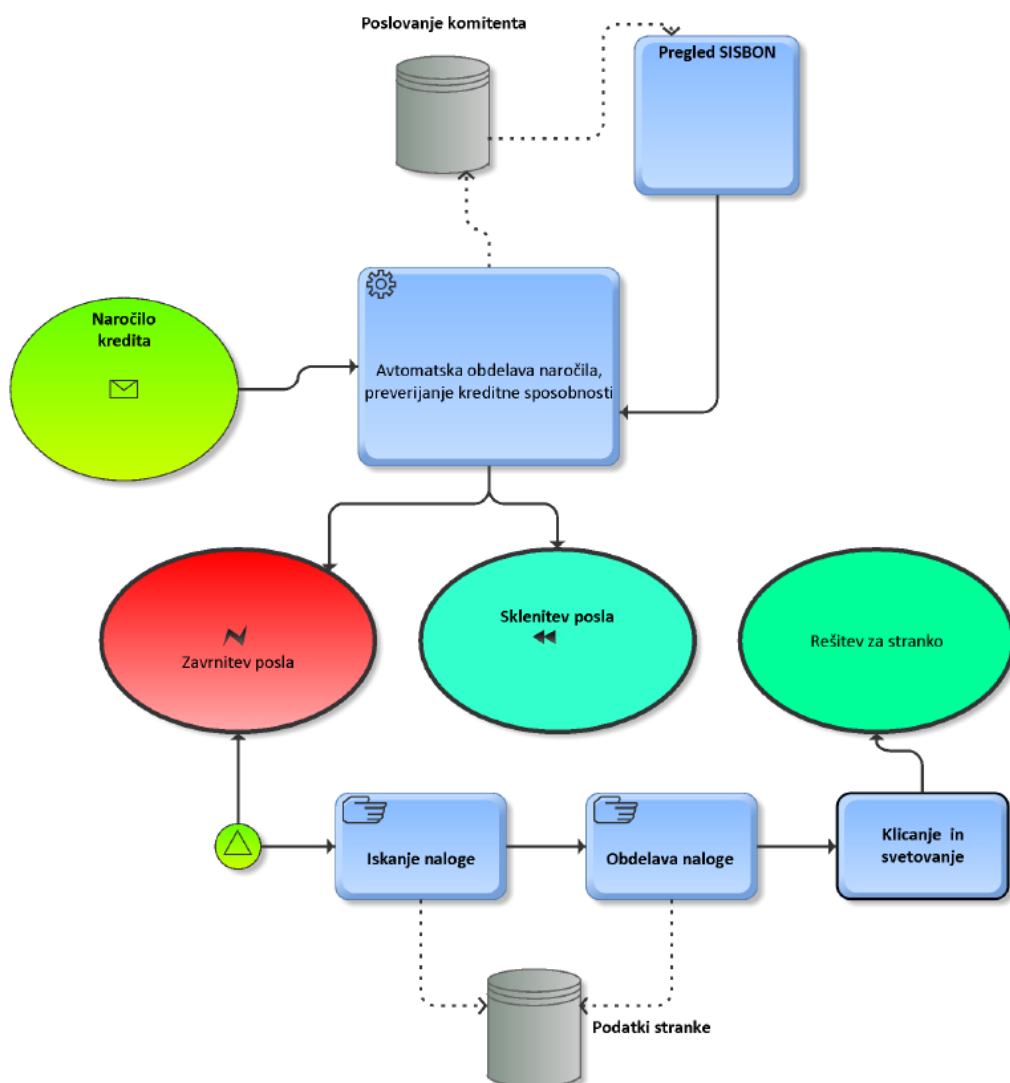 Poslovanje komitenta
Pregled SISBON
Naročilo
kredita
Avtomatska obdelava naročila,
preverijanje kreditne sposobnosti
Zavrnitev posla
Sklenitev posla
Rešitev za stranko
Iskanje naloge
Obdelava naloge
Klicanje in
svetovanje
Podatki stranke